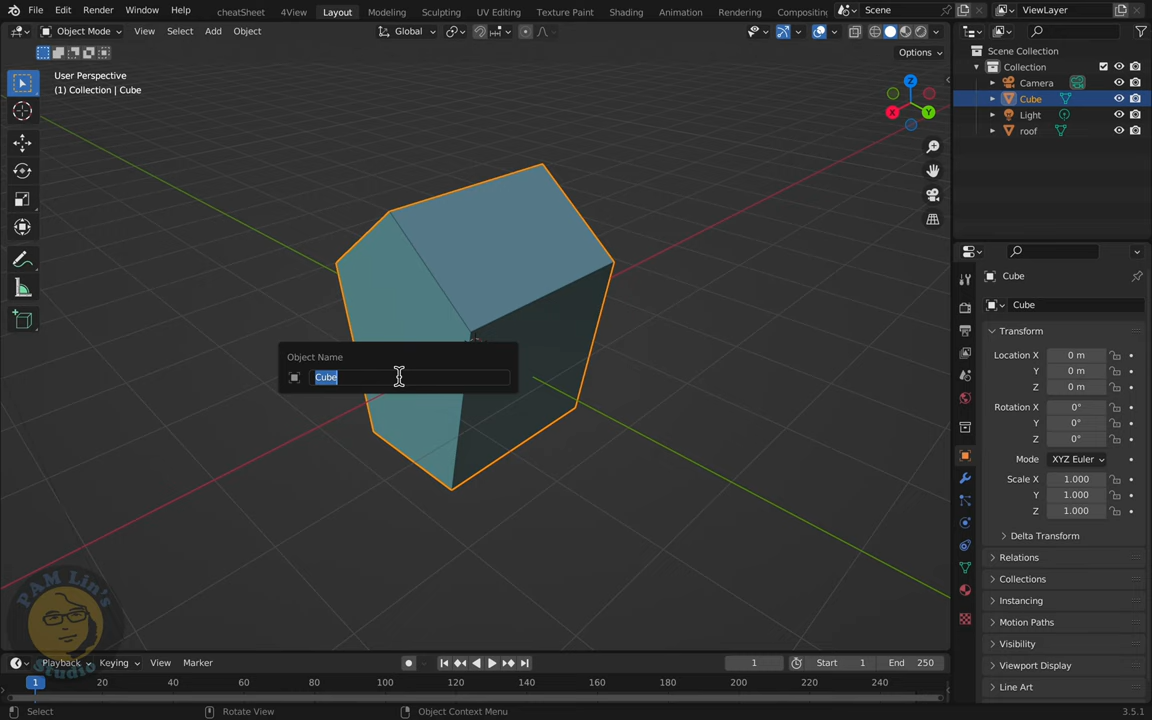 File Edit Render Window Help cheatSheet 4View Layout Modeling Sculpting UV Editing Texture Paint Shading Animation Rendering Scene ViewLayer
Object Mode View Select Add Object Global
Options
User Perspective
(1) Collection | Cube
Z
Y
X
Scene Collection
Collection
Camera
Cube
Light
roof
Object Name
Cube
Cube
Cube
Transform
Location X 0 m
Y 0 m
Z 0 m
Rotation X 0°
Y 0°
Z 0°
Mode XYZ Euler
Scale X 1.000
Y 1.000
Z 1.000
Delta Transform
Relations
Collections
Instancing
Motion Paths
Visibility
Viewport Display
Line Art
PAM Lin's
Studio
Playback Keying View Marker 1 Start 1 End 250
1 20 40 60 80 100 120 140 160 180 200 220 240
Select Rotate View Object Context Menu 3.5.1